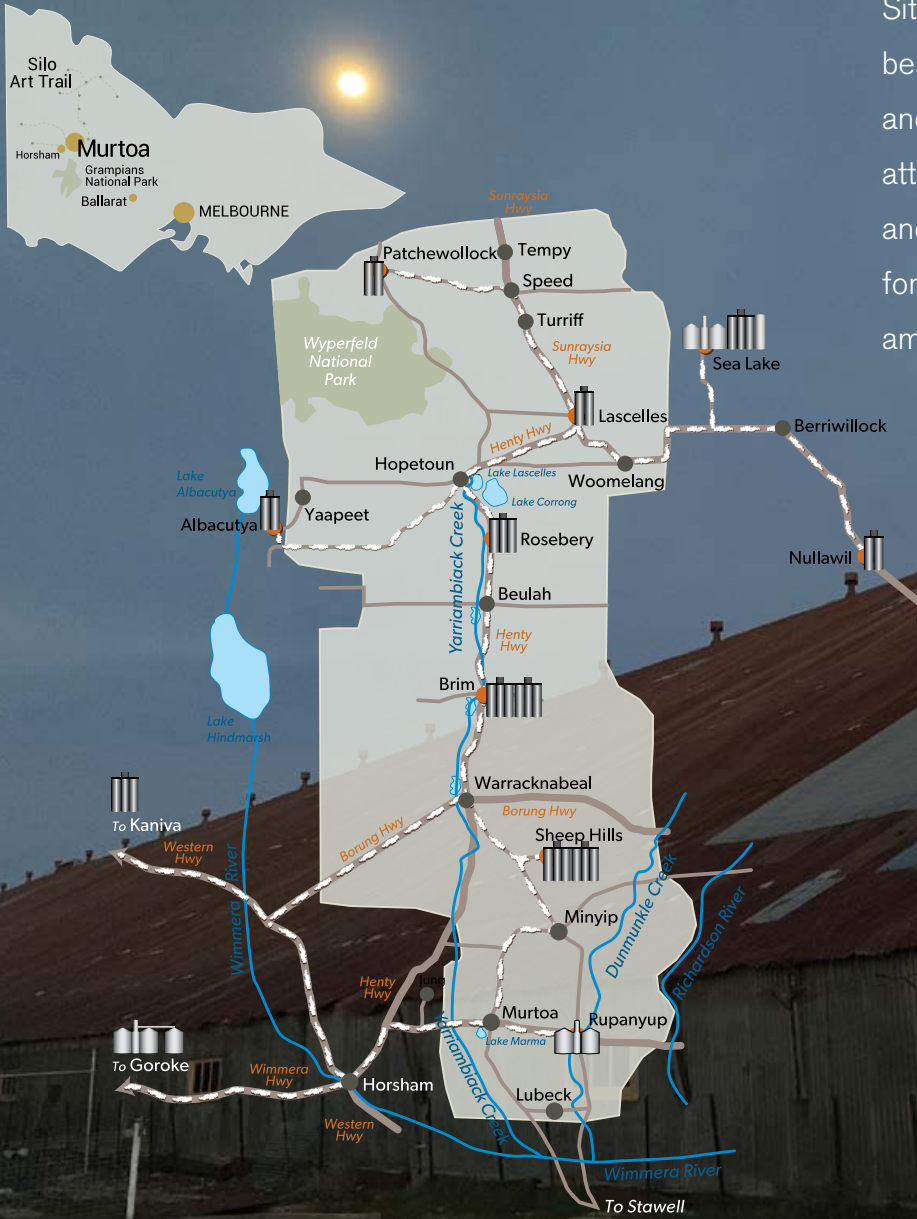 Silo
Art Trail
Horsham
Murtoa
Grampians
National Park
Ballarat
MELBOURNE
Sunraysia
Hwy
Patchewollock
Tempy
Speed
Turriff
Wyperfeld
National
Park
Sunraysia
Hwy
Sea Lake
Lascelles
Berriwillock
Henty Hwy
Hopetoun
Lake Lascelles
Woomelang
Lake
Albacutya
Lake Corrong
Yaapeet
Albacutya
Rosebery
Nullawil
Yarriambiack Creek
Beulah
Henty
Hwy
Brim
Lake
Hindmarsh
Warracknabeal
Borung Hwy
To Kaniva
Borung Hwy
Sheep Hills
Western
Hwy
Wimmera River
Dunmunkle Creek
Minyip
Richardson River
Henty
Hwy
Jung
Murtoa
Rupanyup
Lake Marma
To Goroke
Wimmera
Hwy
Horsham
Yarriambiack Creek
Lubeck
Western
Hwy
Wimmera River
To Stawell